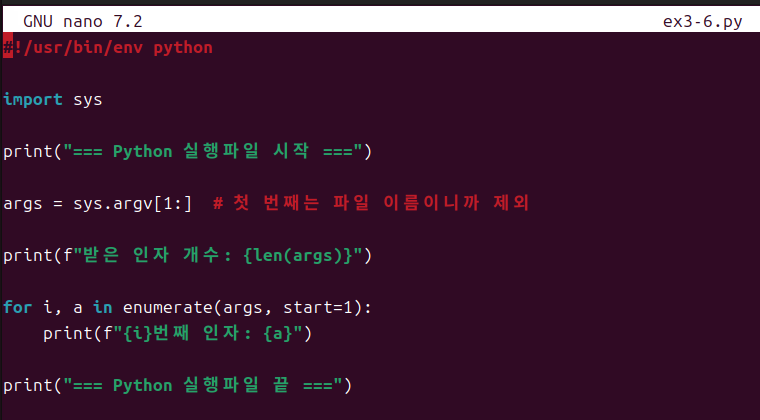 GNU nano 7.2 ex3-6.py
#!/usr/bin/env python
import sys
print("=== Python 실행파일 시작 ===")
args = sys.argv[1:]  # 첫 번째는 파일 이름이니까 제외
print(f"받은 인자 개수: {len(args)}")
for i, a in enumerate(args, start=1):
    print(f"{i}번째 인자: {a}")
print("=== Python 실행파일 끝 ===")